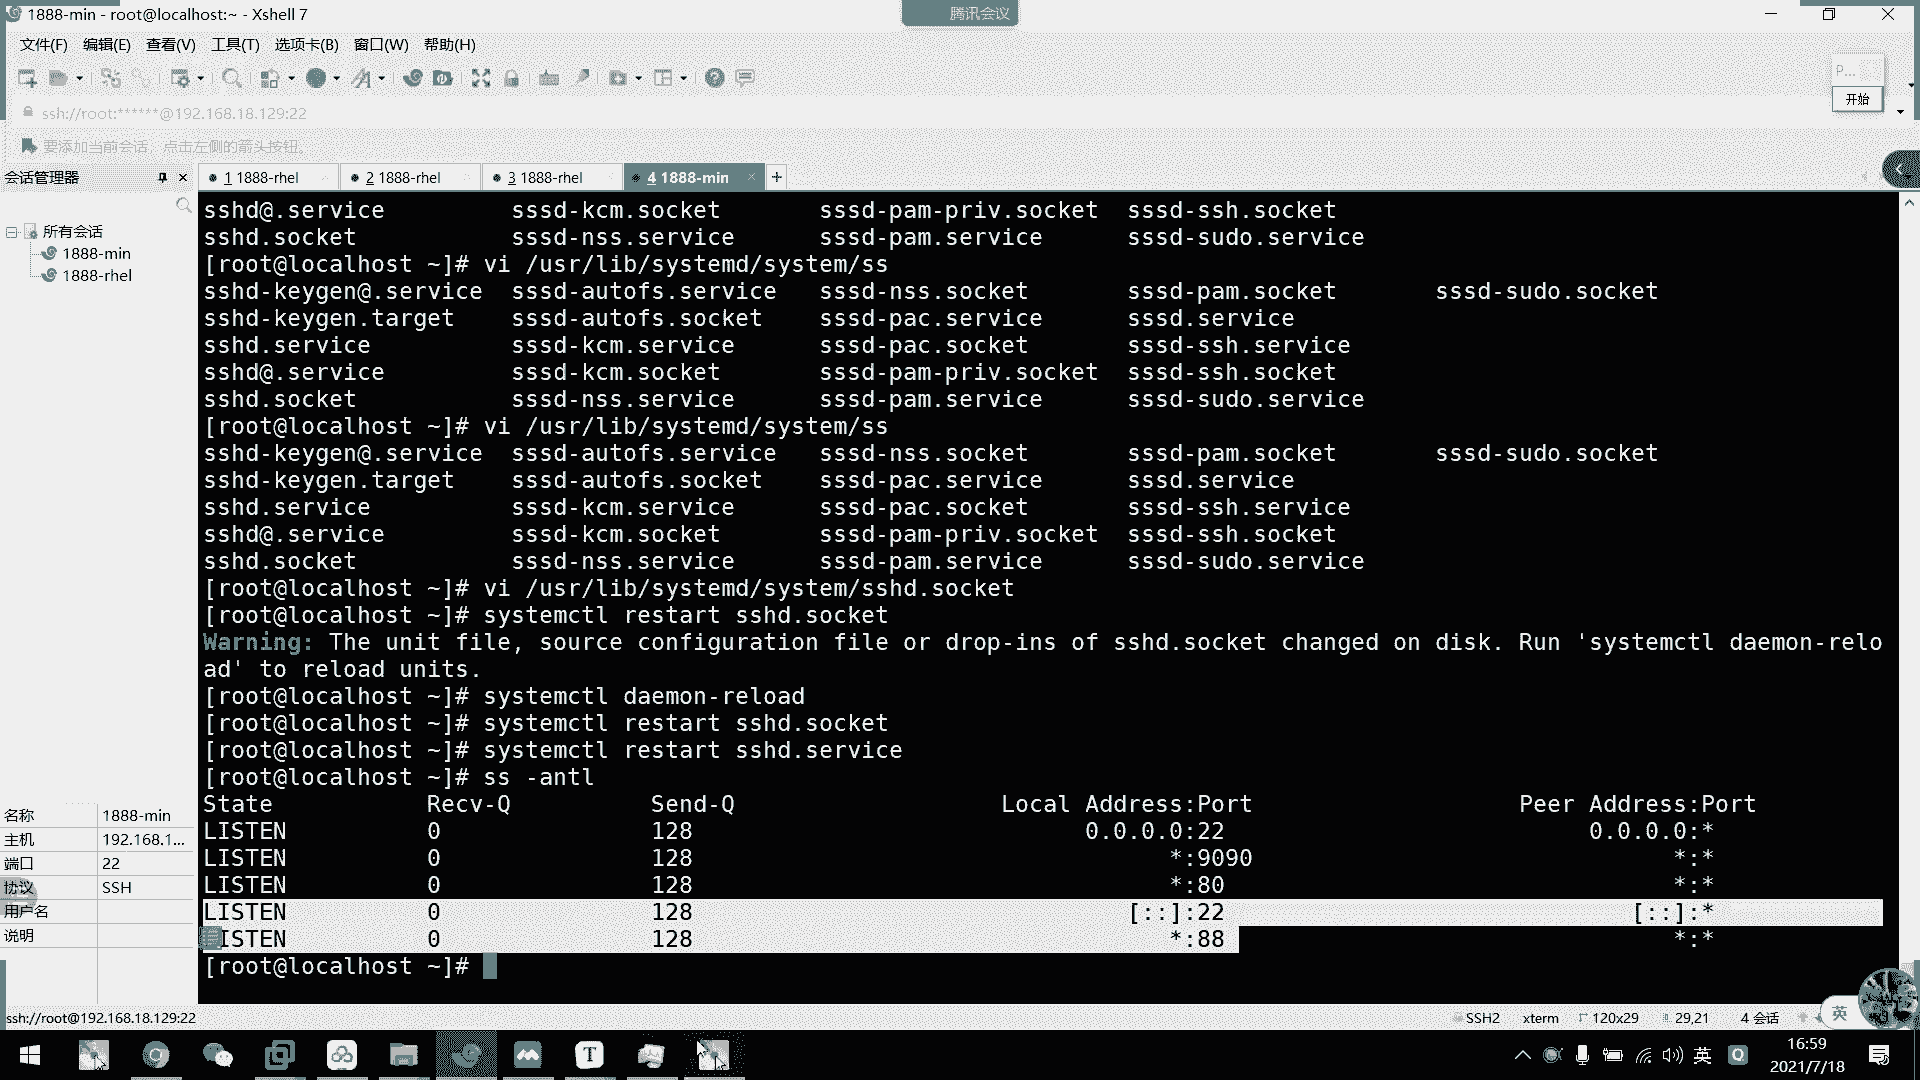 1888-min - root@localhost:~ - Xshell 7
腾讯会议
文件(F) 编辑(E) 查看(V) 工具(T) 选项卡(B) 窗口(W) 帮助(H)
P...
开始
ssh://root:******@192.168.18.129:22
要添加当前会话，点击左侧的箭头按钮。
会话管理器
1 1888-rhel
2 1888-rhel
3 1888-rhel
4 1888-min
所有会话
1888-min
1888-rhel
sshd@.service sssd-kcm.socket sssd-pam-priv.socket sssd-ssh.socket
sshd.socket sssd-nss.service sssd-pam.service sssd-sudo.service
[root@localhost ~]# vi /usr/lib/systemd/system/ss
sshd-keygen@.service sssd-autofs.service sssd-nss.socket sssd-pam.socket sssd-sudo.socket
sshd-keygen.target sssd-autofs.socket sssd-pac.service sssd.service
sshd.service sssd-kcm.service sssd-pac.socket sssd-ssh.service
sshd@.service sssd-kcm.socket sssd-pam-priv.socket sssd-ssh.socket
sshd.socket sssd-nss.service sssd-pam.service sssd-sudo.service
[root@localhost ~]# vi /usr/lib/systemd/system/ss
sshd-keygen@.service sssd-autofs.service sssd-nss.socket sssd-pam.socket sssd-sudo.socket
sshd-keygen.target sssd-autofs.socket sssd-pac.service sssd.service
sshd.service sssd-kcm.service sssd-pac.socket sssd-ssh.service
sshd@.service sssd-kcm.socket sssd-pam-priv.socket sssd-ssh.socket
sshd.socket sssd-nss.service sssd-pam.service sssd-sudo.service
[root@localhost ~]# vi /usr/lib/systemd/system/sshd.socket
[root@localhost ~]# systemctl restart sshd.socket
Warning: The unit file, source configuration file or drop-ins of sshd.socket changed on disk. Run 'systemctl daemon-relo
ad' to reload units.
[root@localhost ~]# systemctl daemon-reload
[root@localhost ~]# systemctl restart sshd.socket
[root@localhost ~]# systemctl restart sshd.service
[root@localhost ~]# ss -antl
State Recv-Q Send-Q Local Address:Port Peer Address:Port
LISTEN 0 128 0.0.0.0:22 0.0.0.0:*
LISTEN 0 128 *:9090 *:*
LISTEN 0 128 *:80 *:*
LISTEN 0 128 [::]:22 [::]:*
LISTEN 0 128 *:88 *:*
[root@localhost ~]#
名称 1888-min
主机 192.168.1...
端口 22
协议 SSH
用户名
说明
ssh://root@192.168.18.129:22
SSH2 xterm 120x29 29,21 4 会话
英
英
16:59
2021/7/18